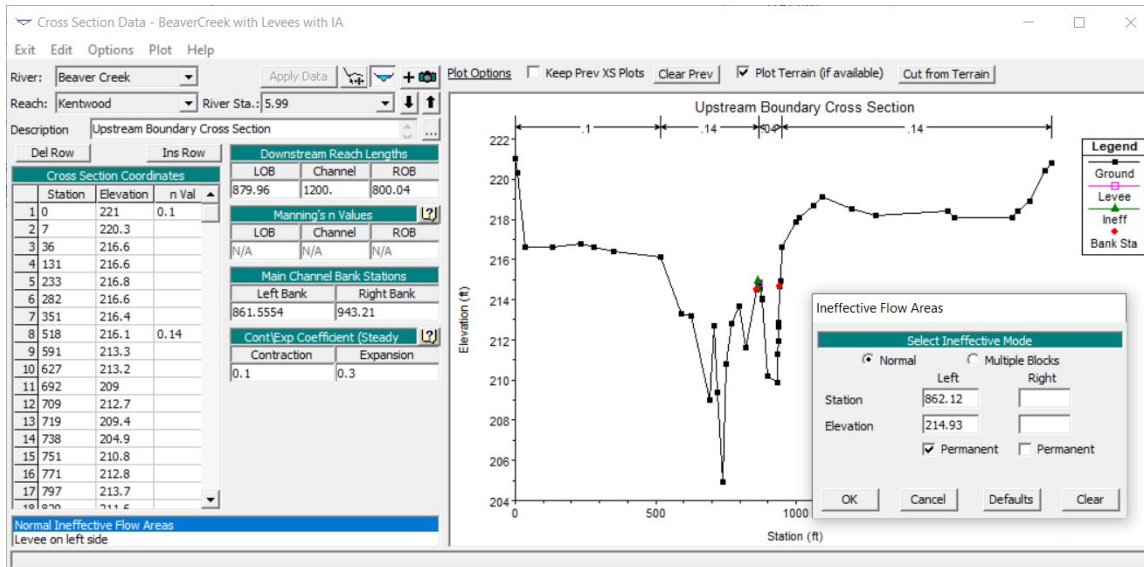 Cross Section Data - BeaverCreek with Levees with IA
Exit Edit Options Plot Help
River: Beaver Creek Apply Data
Plot Options Keep Prev XS Plots Clear Prev Plot Terrain (if available) Cut from Terrain
Reach: Kentwood River Sta.: 5.99
Description Upstream Boundary Cross Section ...
Del Row Ins Row
Cross Section Coordinates
Station Elevation n Val
1 0 221 0.1
2 7 220.3
3 36 216.6
4 131 216.6
5 233 216.8
6 282 216.6
7 351 216.4
8 518 216.1 0.14
9 591 213.3
10 627 213.2
11 692 209
12 709 212.7
13 719 209.4
14 738 204.9
15 751 210.8
16 771 212.8
17 797 213.7
18 820 211.6
Downstream Reach Lengths
LOB Channel ROB
879.96 1200. 800.04
Manning's n Values
LOB Channel ROB
N/A N/A N/A
Main Channel Bank Stations
Left Bank Right Bank
861.5554 943.21
Cont\Exp Coefficient (Steady
Contraction Expansion
0.1 0.3
Normal Ineffective Flow Areas
Levee on left side
Upstream Boundary Cross Section
.1 .14 .04 .14
222
220
218
216
214
212
210
208
206
204
0 500 1000
Elevation (ft)
Station (ft)
Legend
Ground
Levee
Ineff
Bank Sta
Ineffective Flow Areas
Select Ineffective Mode
Normal Multiple Blocks
Left Right
Station 862.12
Elevation 214.93
Permanent Permanent
OK Cancel Defaults Clear